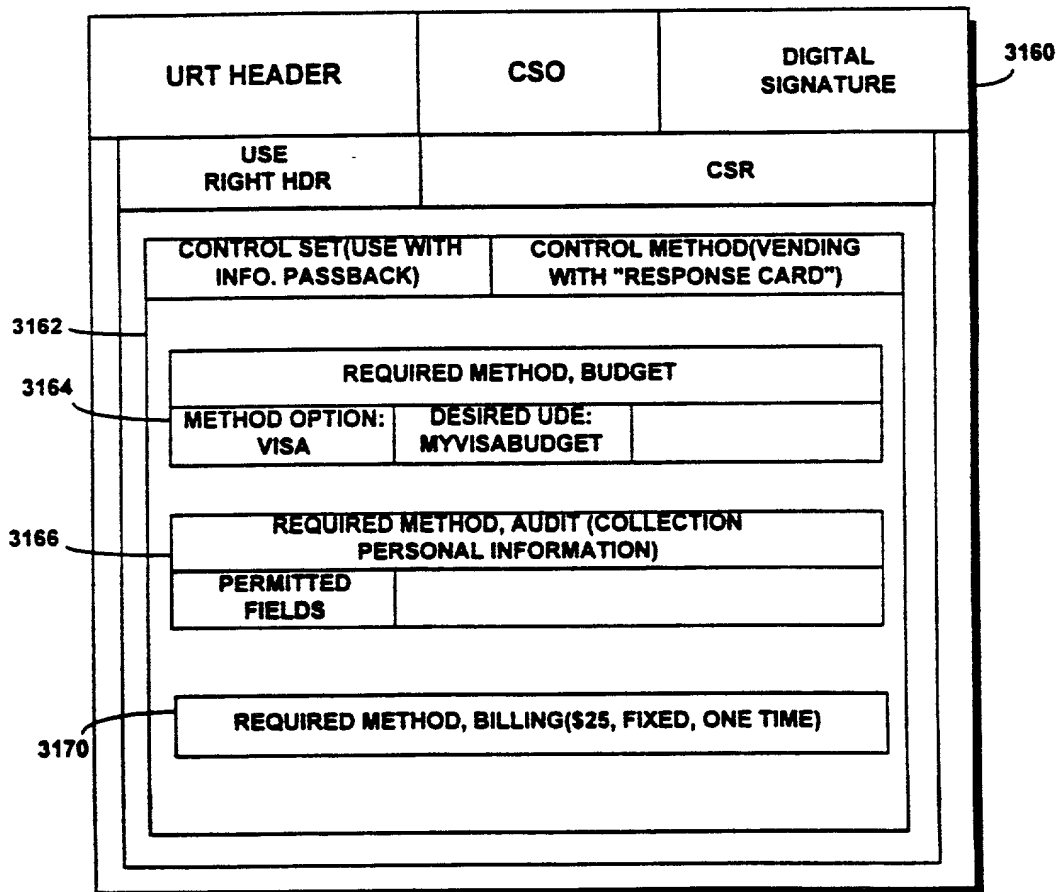 URT HEADER
CSO
DIGITAL
SIGNATURE
3160
USE
RIGHT HDR
CSR
CONTROL SET(USE WITH
INFO. PASSBACK)
CONTROL METHOD(VENDING
WITH "RESPONSE CARD")
3162
REQUIRED METHOD, BUDGET
3164
METHOD OPTION:
VISA
DESIRED UDE:
MYVISABUDGET
REQUIRED METHOD, AUDIT (COLLECTION
PERSONAL INFORMATION)
3166
PERMITTED
FIELDS
REQUIRED METHOD, BILLING($25, FIXED, ONE TIME)
3170